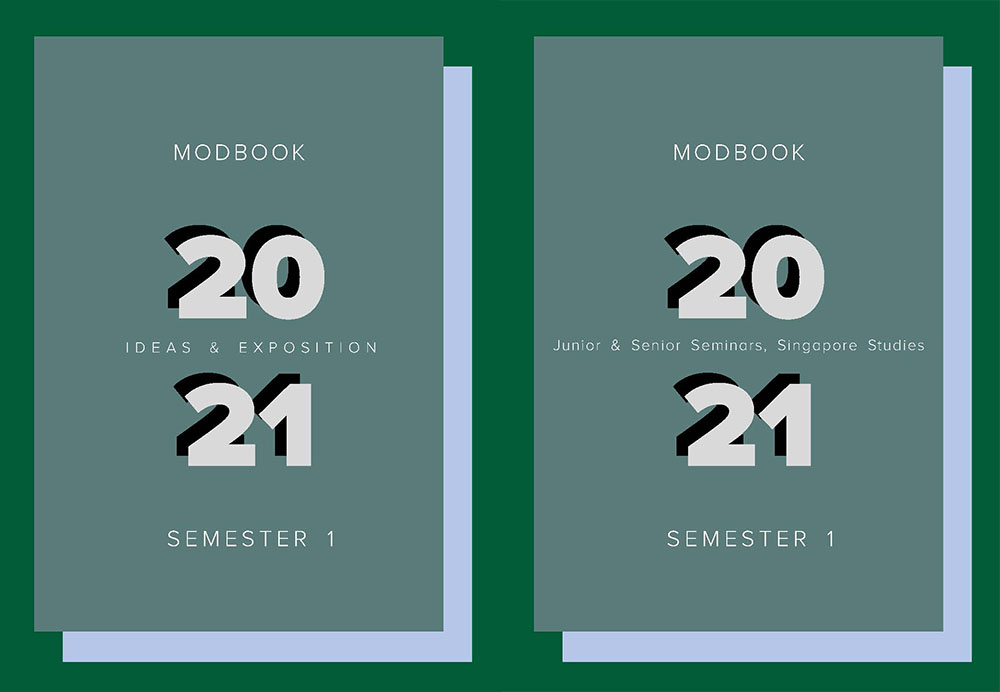 MODBOOK
20
IDEAS & EXPOSITION
21
SEMESTER 1
MODBOOK
20
Junior & Senior Seminars, Singapore Studies
21
SEMESTER 1